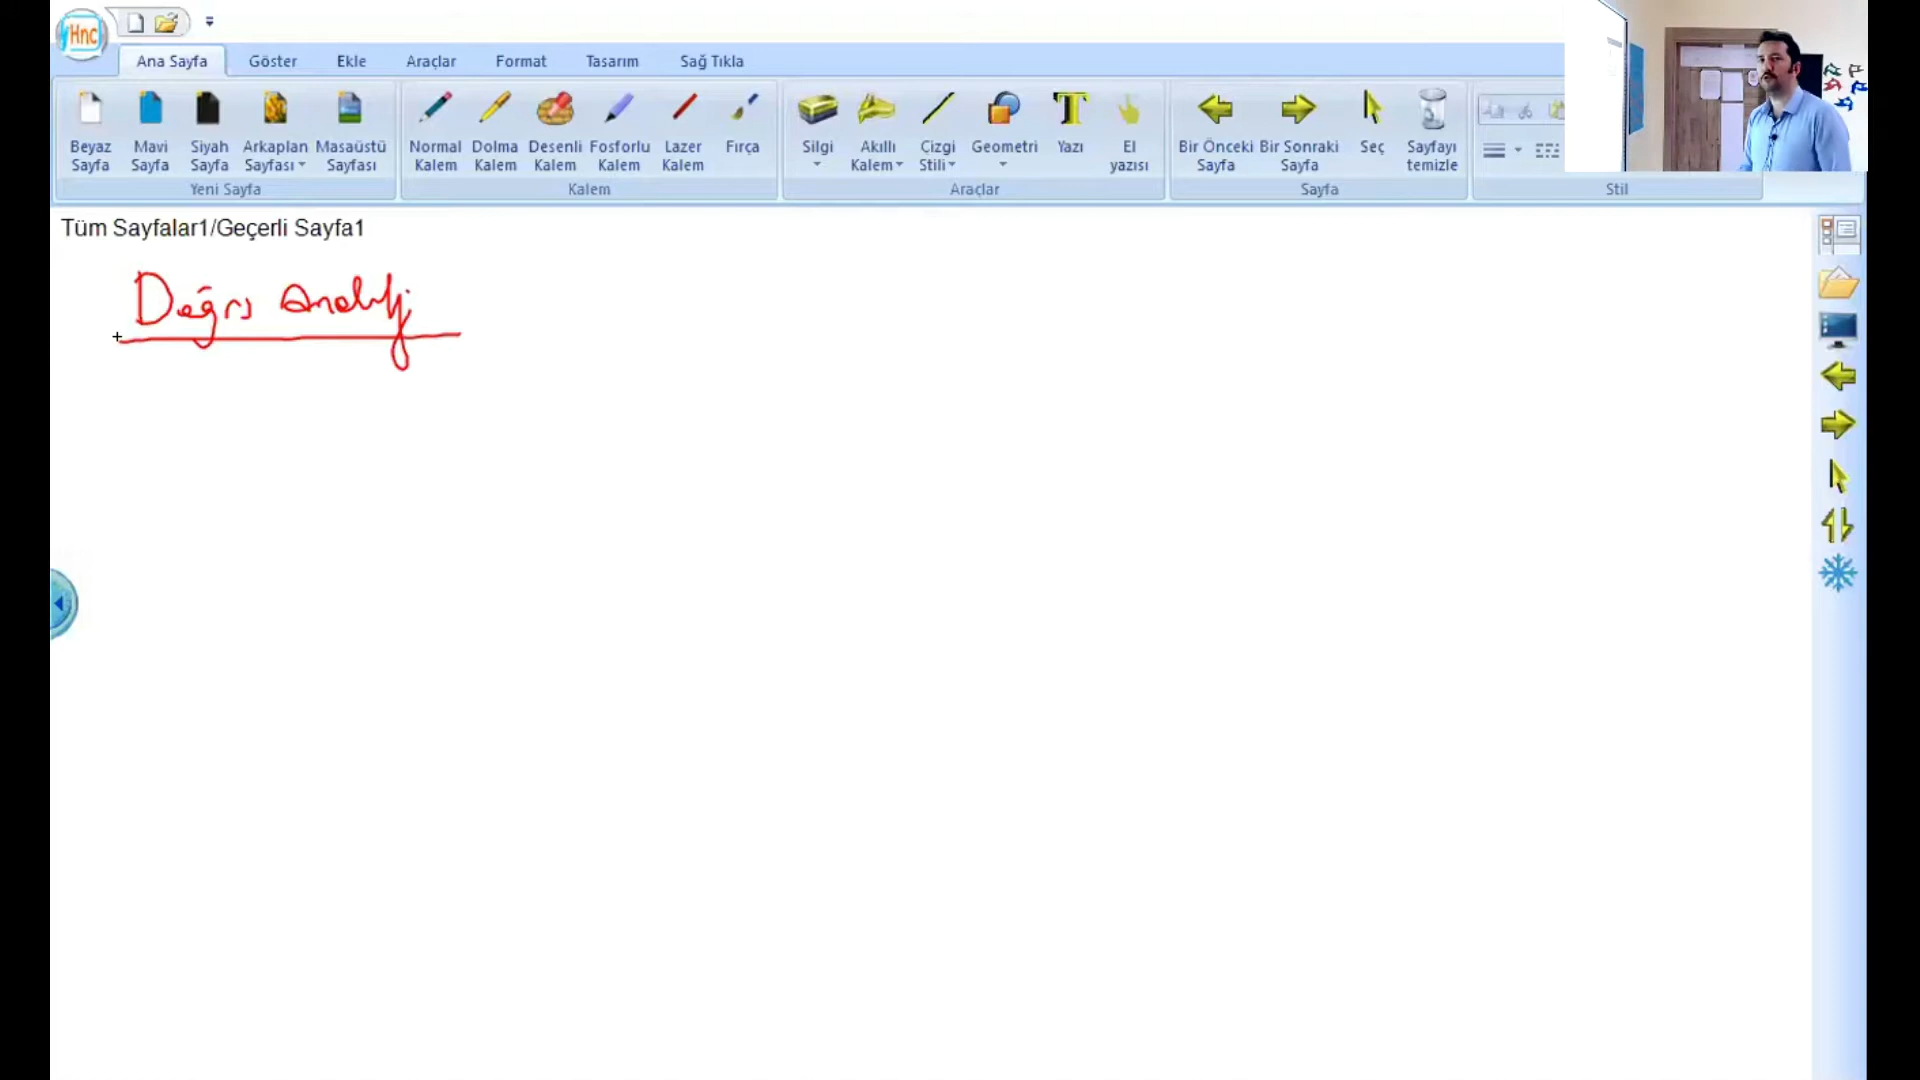 Hnc
Ana Sayfa Göster Ekle Araçlar Format Tasarım Sağ Tıkla
Beyaz Sayfa Mavi Sayfa Siyah Sayfa Arkaplan Sayfası Masaüstü Sayfası
Yeni Sayfa
Normal Kalem Dolma Kalem Desenli Kalem Fosforlu Kalem Lazer Kalem Fırça
Kalem
Silgi Akıllı Kalem Çizgi Stili Geometri Yazı El yazısı
Araçlar
Bir Önceki Sayfa Bir Sonraki Sayfa Seç Sayfayı temizle
Sayfa
Stil
Tüm Sayfalar1/Geçerli Sayfa1